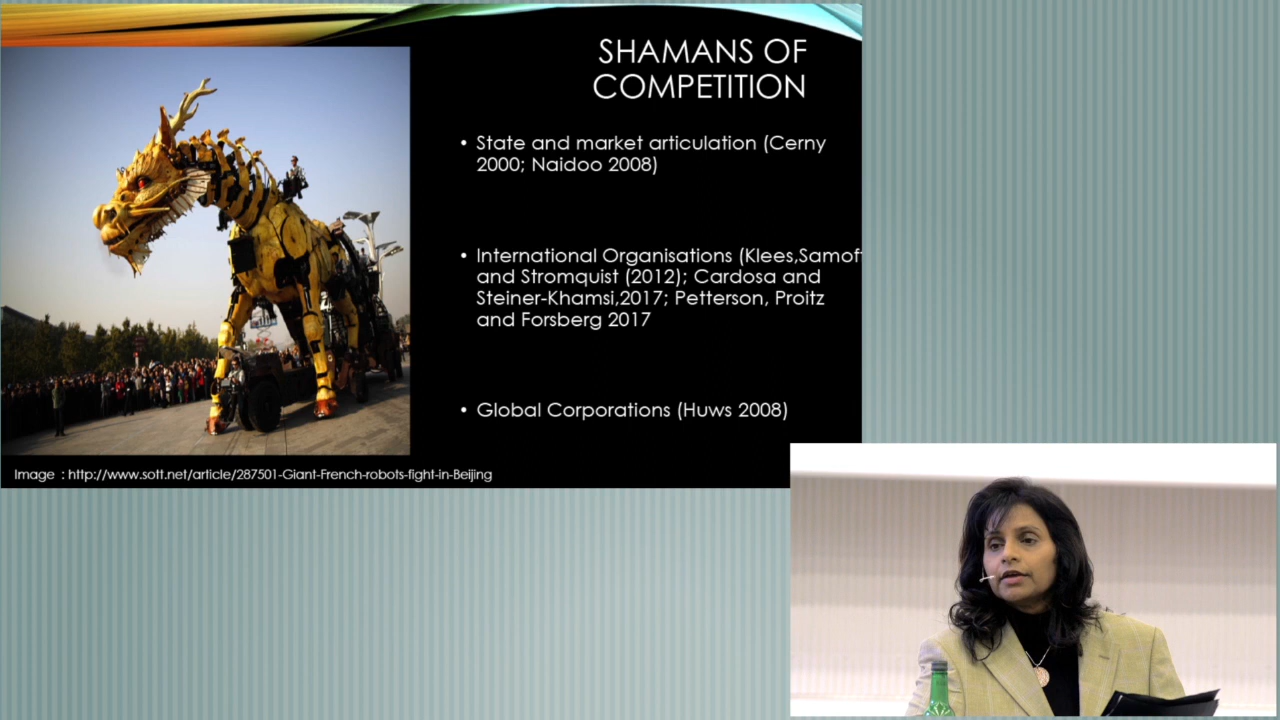 SHAMANS OF
COMPETITION
• State and market articulation (Cerny
2000; Naidoo 2008)
• International Organisations (Klees,Samof
and Stromquist (2012); Cardosa and
Steiner-Khamsi,2017; Petterson, Proitz
and Forsberg 2017
• Global Corporations (Huws 2008)
Image : http://www.sott.net/article/287501-Giant-French-robots-fight-in-Beijing